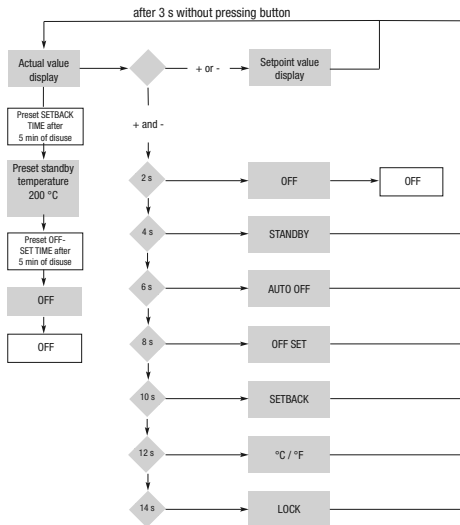 after 3 s without pressing button
Actual value
display
+ or -
Setpoint value
display
Preset SETBACK
TIME after
5 min of disuse
+ and -
Preset standby
temperature
200 °C
2 s
OFF
OFF
Preset OFF-
SET TIME after
5 min of disuse
4 s
STANDBY
OFF
6 s
AUTO OFF
OFF
8 s
OFF SET
10 s
SETBACK
12 s
°C / °F
14 s
LOCK